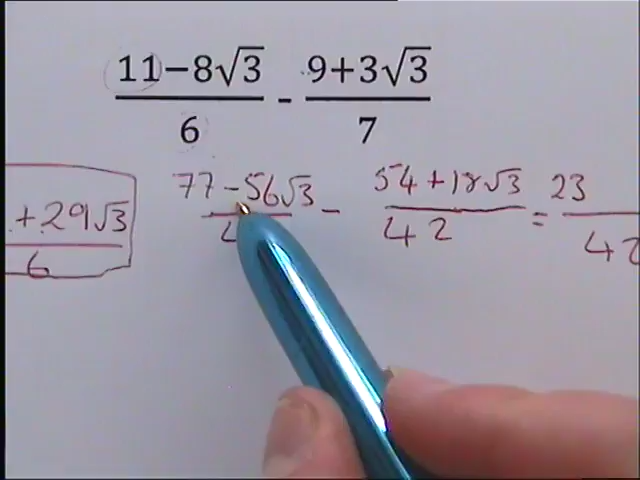 11−8√3 / 6 - 9+3√3 / 7
+29√3 / 6
77−56√3 / 4 − 54+18√3 / 42 = 23 / 42